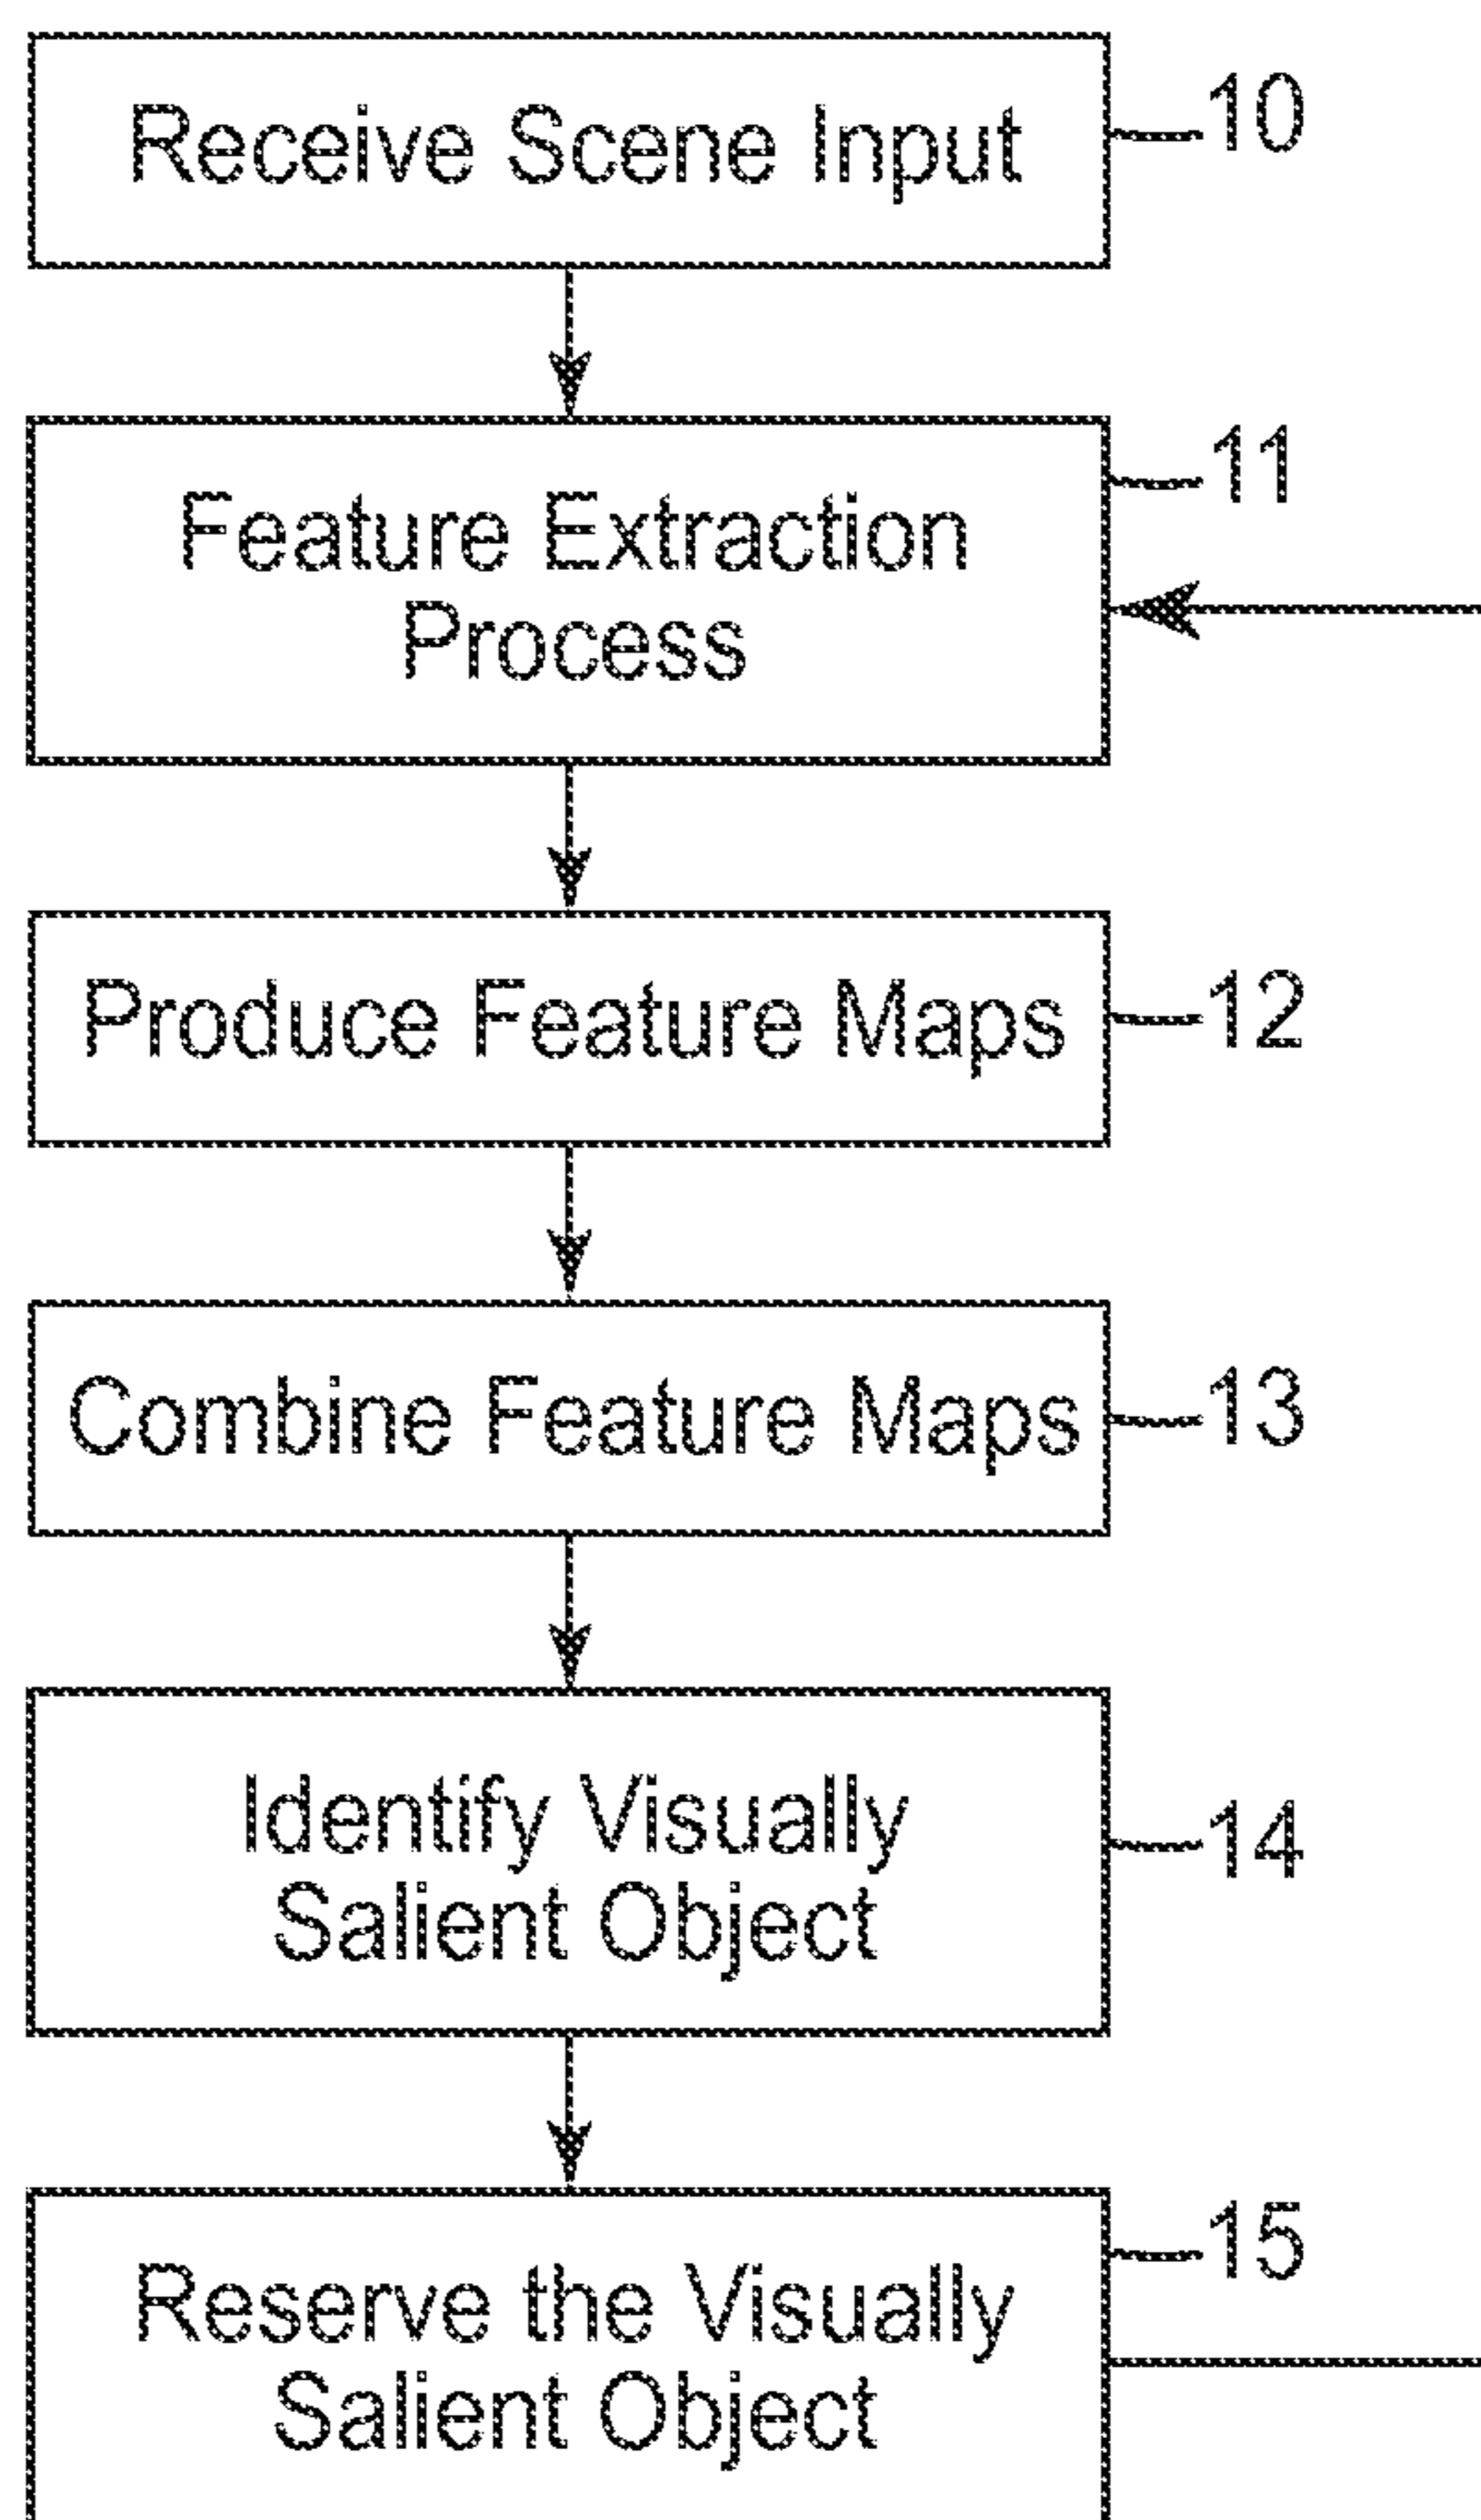 Receive Scene Input
10
Feature Extraction
Process
11
Produce Feature Maps
12
Combine Feature Maps
13
Identify Visually
Salient Object
14
Reserve the Visually
Salient Object
15